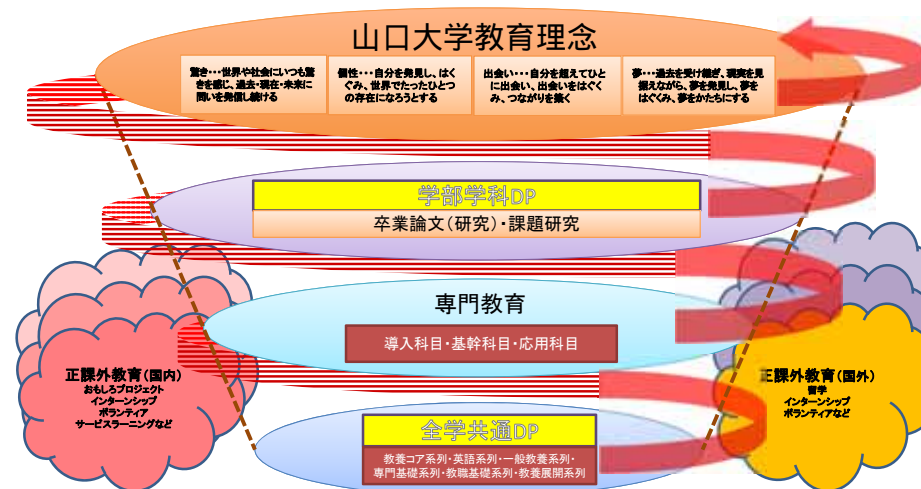 山口大学教育理念
驚き・・・世界や社会にいつも驚
きを感じ、過去・現在・未来に
問いを発信し続ける
個性・・・自分を発見し、はく
ぐみ、世界でたったひと
つの存在になろうとする
出会い・・・自分を超えてひと
に出会い、出会いをはぐく
み、つながりを築く
夢・・・過去を受け継ぎ、現実を見
据えながら、夢を発見し、夢を
はぐくみ、夢をかたちにする
学部学科DP
卒業論文(研究)・課題研究
専門教育
導入科目・基幹科目・応用科目
正課外教育(国内)
おもしろプロジェクト
インターンシップ
ボランティア
サービスラーニングなど
正課外教育(国外)
留学
インターンシップ
ボランティアなど
全学共通DP
教養コア系列・英語系列・一般教養系列・
専門基礎系列・教職基礎系列・教養展開系列